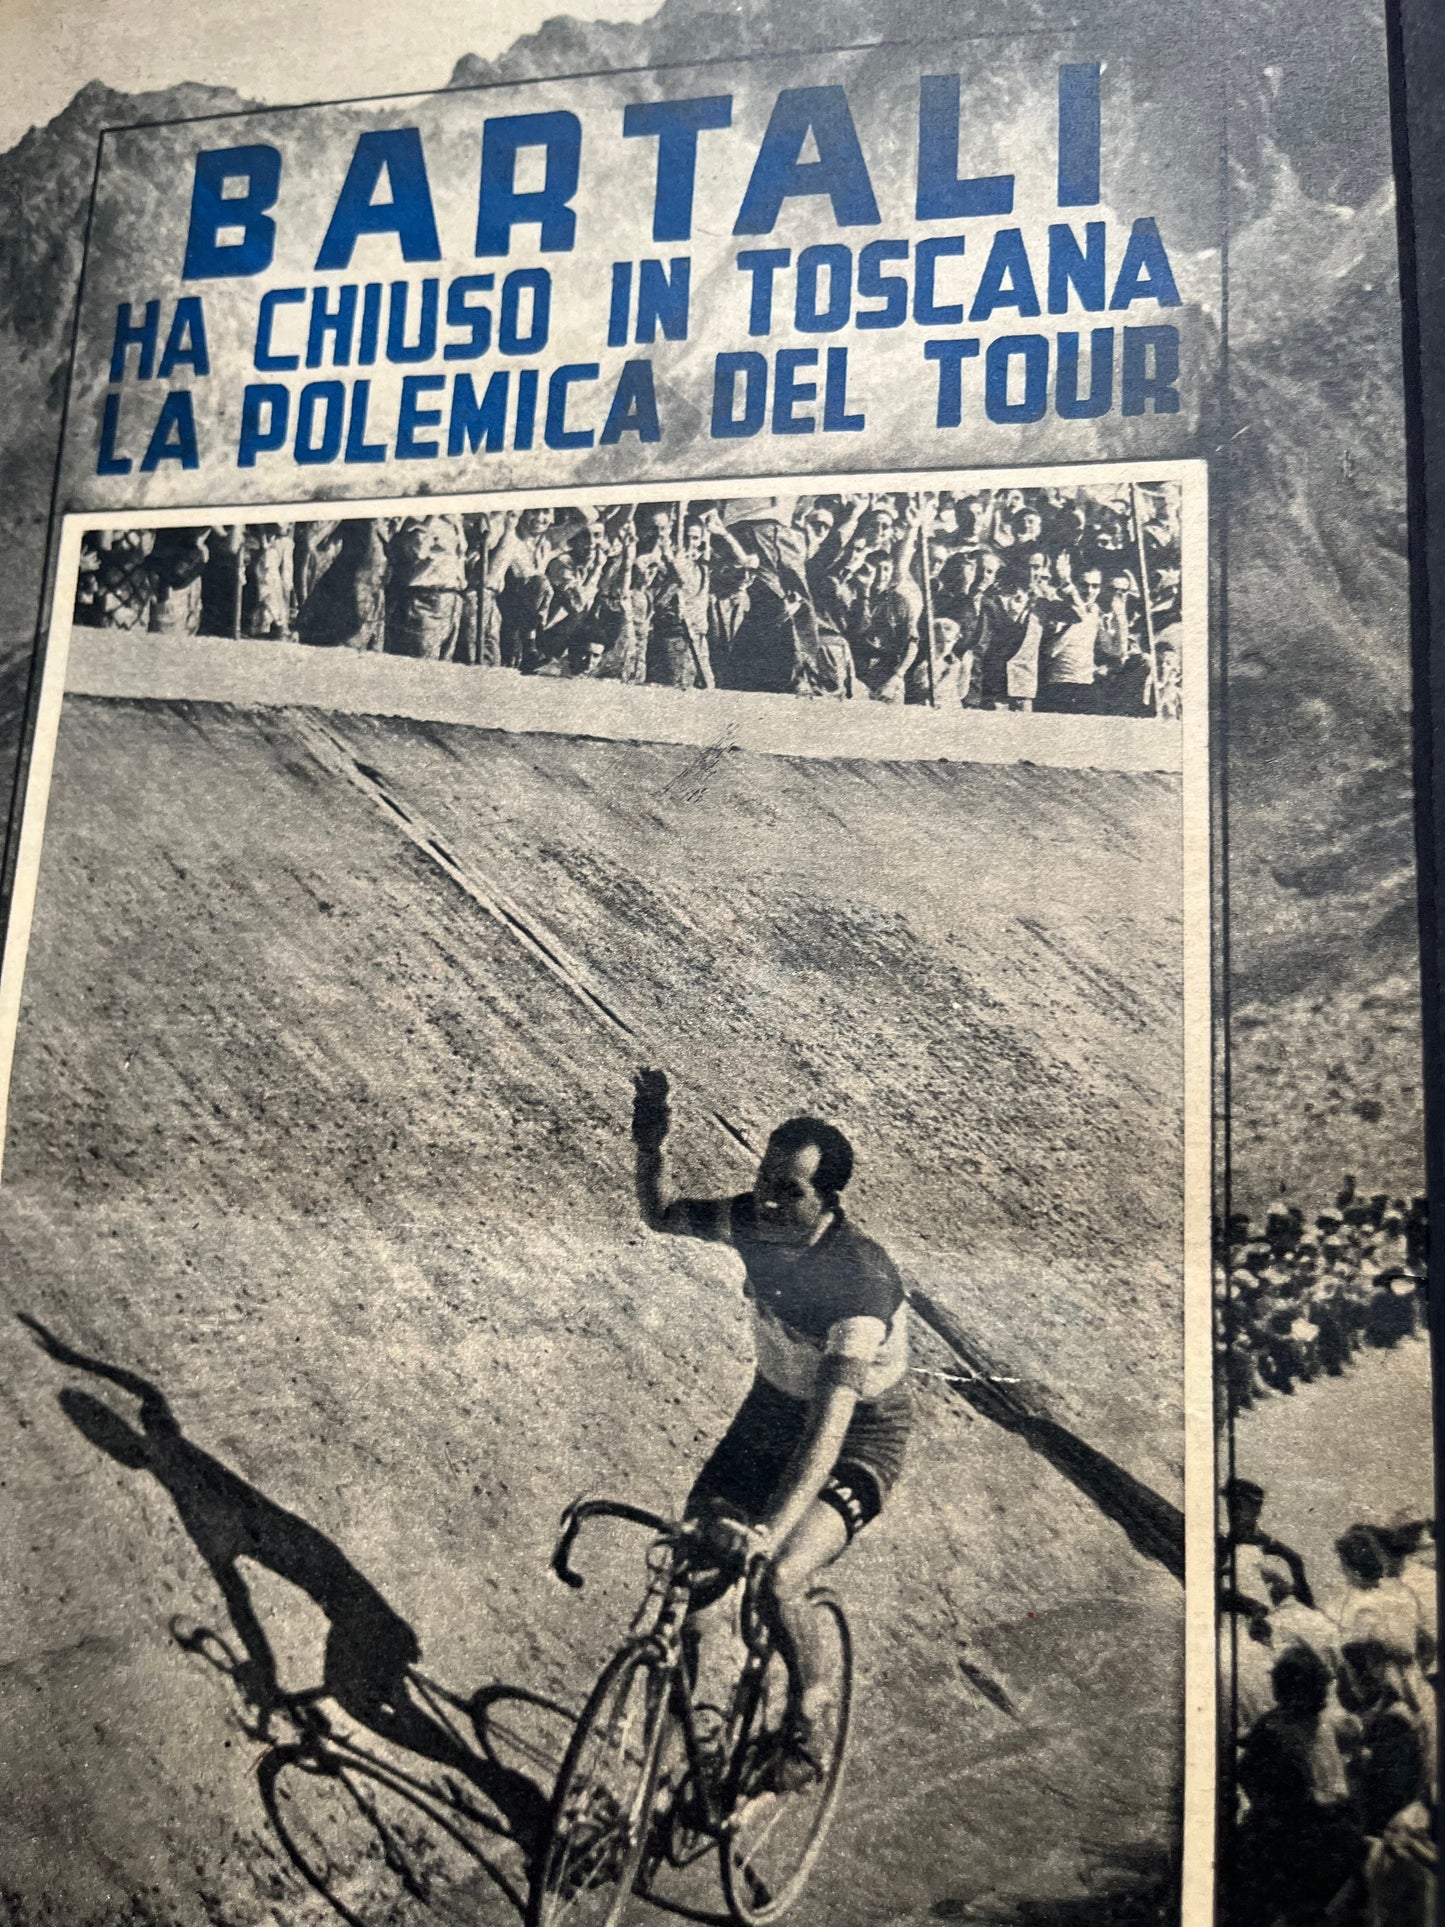 BARTALI
HA CHIUSO IN TOSCANA
LA POLEMICA DEL TOUR